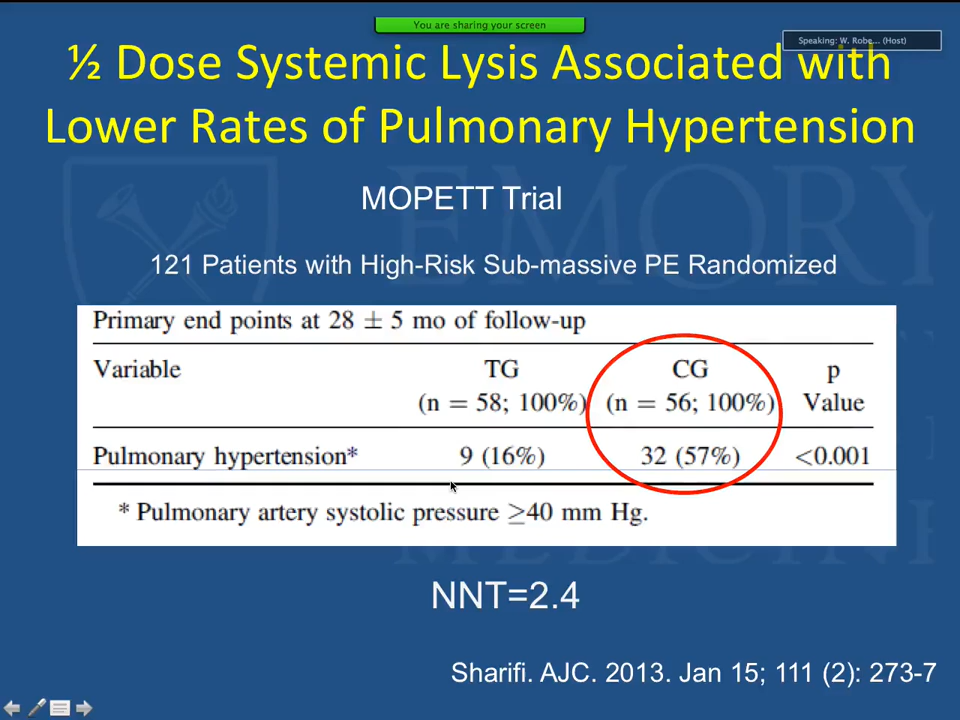 You are sharing your screen
Speaking: W. Robe... (Host)
½ Dose Systemic Lysis Associated with
Lower Rates of Pulmonary Hypertension
MOPETT Trial
121 Patients with High-Risk Sub-massive PE Randomized
Primary end points at 28 ± 5 mo of follow-up
Variable TG CG p
(n = 58; 100%) (n = 56; 100%) Value
Pulmonary hypertension* 9 (16%) 32 (57%) <0.001
* Pulmonary artery systolic pressure ≥40 mm Hg.
NNT=2.4
Sharifi. AJC. 2013. Jan 15; 111 (2): 273-7
EMORY
MEDICINE